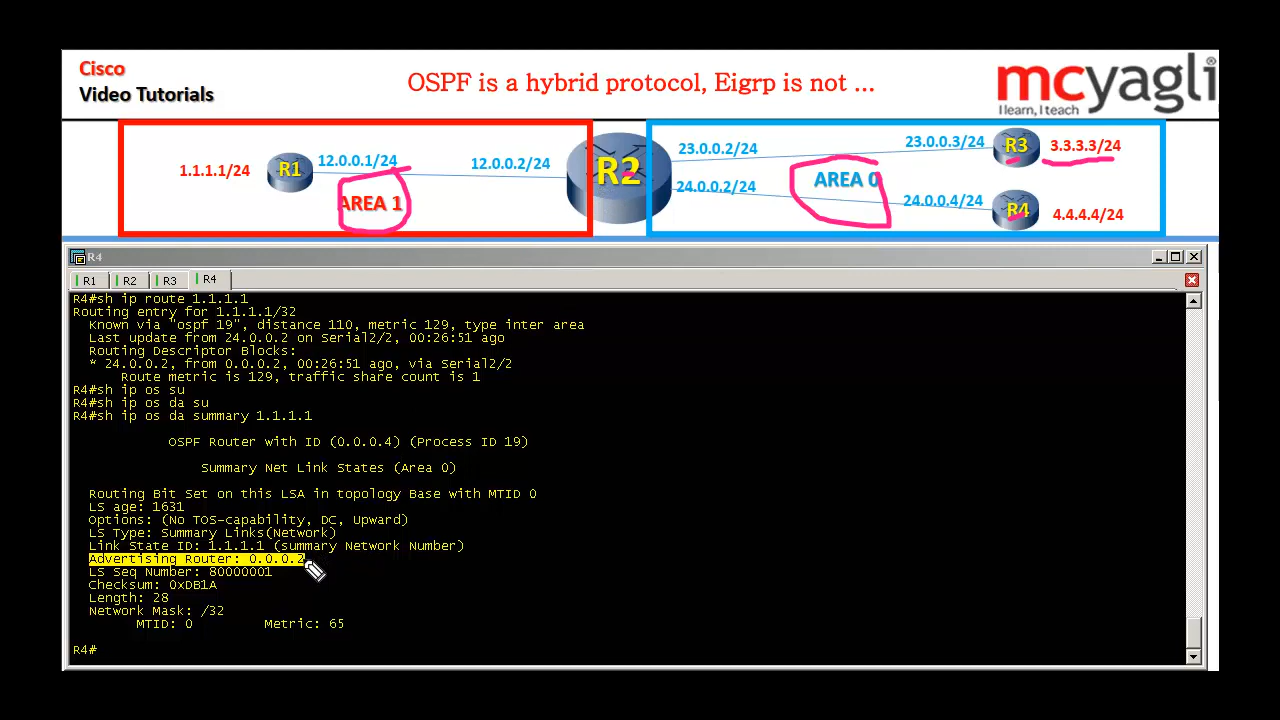 Cisco
Video Tutorials
OSPF is a hybrid protocol, Eigrp is not ...
mcyagli
I learn, I teach
1.1.1.1/24
R1
12.0.0.1/24
12.0.0.2/24
AREA 1
R2
23.0.0.2/24
23.0.0.3/24
R3
3.3.3.3/24
24.0.0.2/24
AREA 0
24.0.0.4/24
R4
4.4.4.4/24
R4
R1
R2
R3
R4
R4#sh ip route 1.1.1.1
Routing entry for 1.1.1.1/32
Known via "ospf 19", distance 110, metric 129, type inter area
Last update from 24.0.0.2 on Serial2/2, 00:26:51 ago
Routing Descriptor Blocks:
* 24.0.0.2, from 0.0.0.2, 00:26:51 ago, via Serial2/2
Route metric is 129, traffic share count is 1
R4#sh ip os su
R4#sh ip os da su
R4#sh ip os da summary 1.1.1.1
OSPF Router with ID (0.0.0.4) (Process ID 19)
Summary Net Link States (Area 0)
Routing Bit Set on this LSA in topology Base with MTID 0
LS age: 1631
Options: (No TOS-capability, DC, Upward)
LS Type: Summary Links(Network)
Link State ID: 1.1.1.1 (summary Network Number)
Advertising Router: 0.0.0.2
LS Seq Number: 80000001
Checksum: 0xDB1A
Length: 28
Network Mask: /32
MTID: 0 Metric: 65
R4#